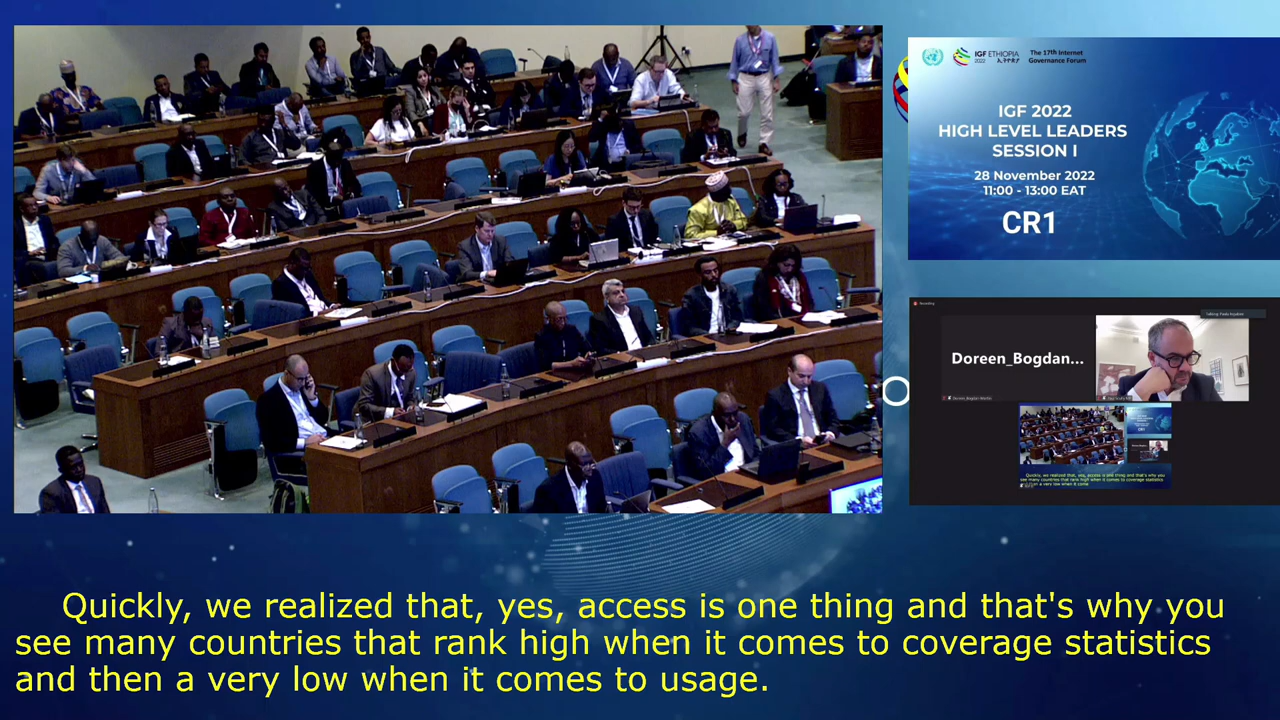 IGF ETHIOPIA
2022 ኢትዮጵያ
The 17th Internet
Governance Forum
IGF 2022
HIGH LEVEL LEADERS
SESSION I
28 November 2022
11:00 - 13:00 EAT
CR1
Recording
Doreen_Bogdan...
Quickly, we realized that, yes, access is one thing and that's why you
see many countries that rank high when it comes to coverage statistics
and then a very low when it comes to usage.